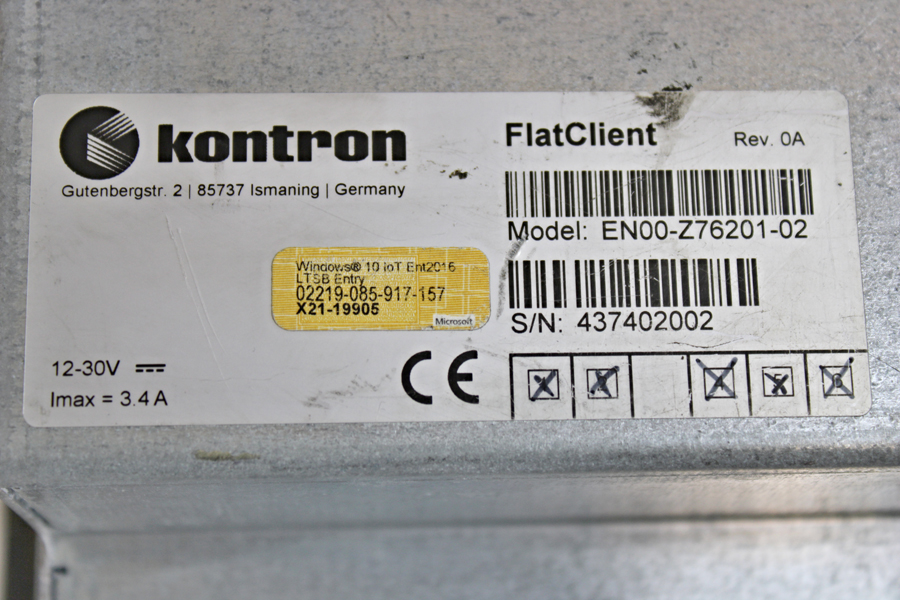 kontron
Gutenbergstr. 2 | 85737 Ismaning | Germany
FlatClient
Rev. 0A
Model: EN00-Z76201-02
S/N: 437402002
Windows® 10 IoT Ent2016
LTSB Entry
02219-085-917-157
X21-19905
Microsoft
12-30V
Imax = 3.4 A
CE